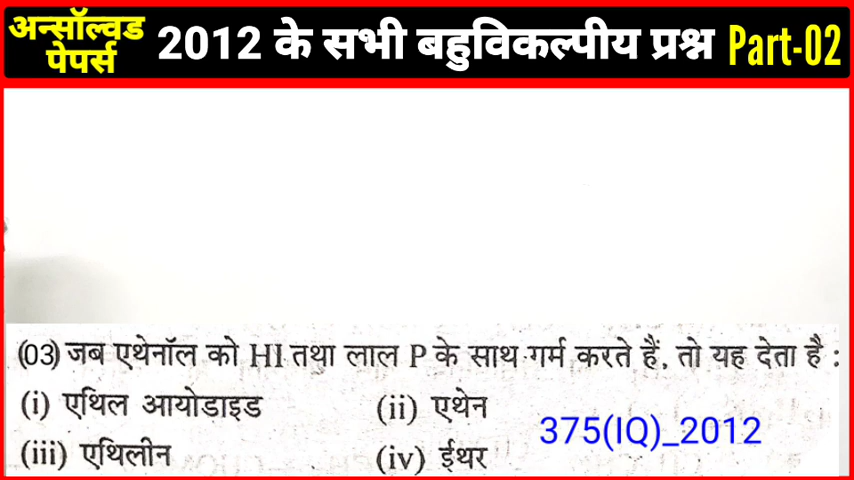 अन्सॉल्वड
पेपर्स
2012 के सभी बहुविकल्पीय प्रश्न Part-02
(03) जब एथेनॉल को HI तथा लाल P के साथ गर्म करते हैं, तो यह देता है :
(i) एथिल आयोडाइड (ii) एथेन
375(IQ)_2012
(iii) एथिलीन (iv) ईथर